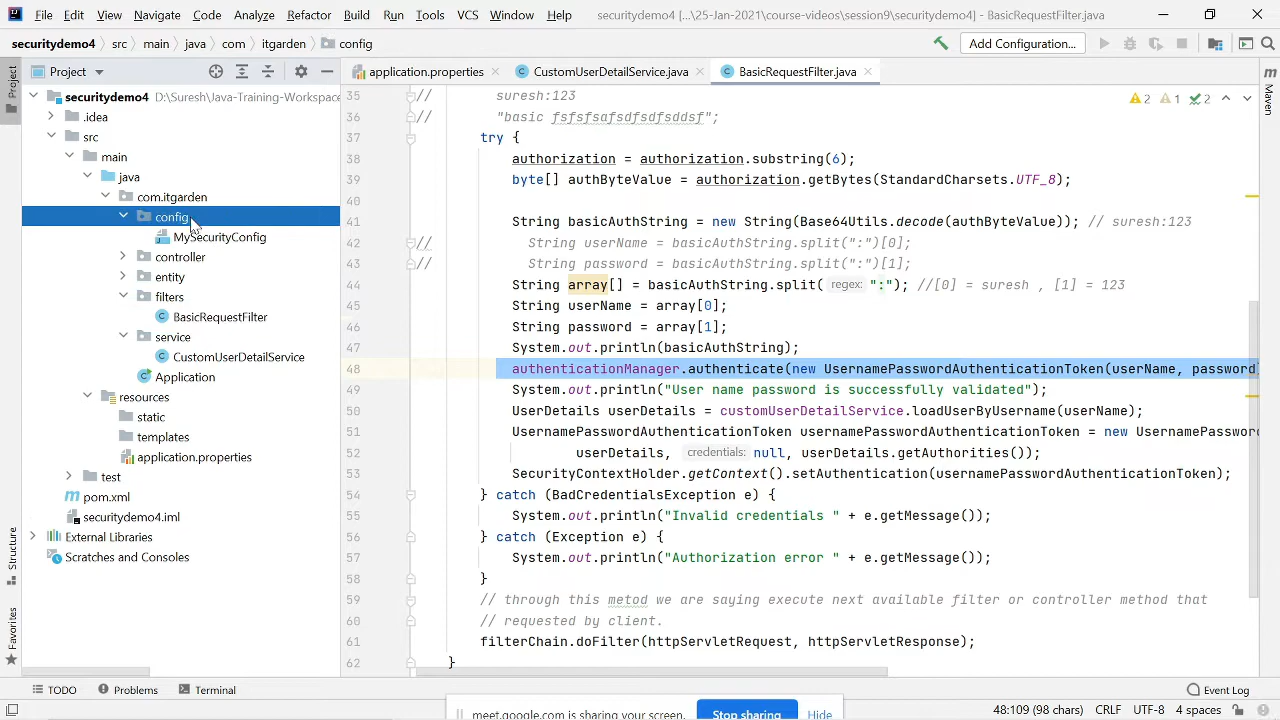 File Edit View Navigate Code Analyze Refactor Build Run Tools VCS Window Help securitydemo4 [...\25-Jan-2021\course-videos\session9\securitydemo4] - BasicRequestFilter.java
securitydemo4 src main java com itgarden config Add Configuration...
Project application.properties CustomUserDetailService.java BasicRequestFilter.java
securitydemo4 D:\Suresh\Java-Training-Workspace
.idea
src
main
java
com.itgarden
config
MySecurityConfig
controller
entity
filters
BasicRequestFilter
service
CustomUserDetailService
Application
resources
static
templates
application.properties
test
pom.xml
securitydemo4.iml
External Libraries
Scratches and Consoles
Project
Structure
Favorites
2 1 2
35 // suresh:123
36 // "basic fsfsfsafsdfsdfsddsf";
37 try {
38 authorization = authorization.substring(6);
39 byte[] authByteValue = authorization.getBytes(StandardCharsets.UTF_8);
40
41 String basicAuthString = new String(Base64Utils.decode(authByteValue)); // suresh:123
42 // String userName = basicAuthString.split(":")[0];
43 // String password = basicAuthString.split(":")[1];
44 String array[] = basicAuthString.split( regex: ":"); //[0] = suresh , [1] = 123
45 String userName = array[0];
46 String password = array[1];
47 System.out.println(basicAuthString);
48 authenticationManager.authenticate(new UsernamePasswordAuthenticationToken(userName, password
49 System.out.println("User name password is successfully validated");
50 UserDetails userDetails = customUserDetailService.loadUserByUsername(userName);
51 UsernamePasswordAuthenticationToken usernamePasswordAuthenticationToken = new UsernamePasswor
52 userDetails, credentials: null, userDetails.getAuthorities());
53 SecurityContextHolder.getContext().setAuthentication(usernamePasswordAuthenticationToken);
54 } catch (BadCredentialsException e) {
55 System.out.println("Invalid credentials " + e.getMessage());
56 } catch (Exception e) {
57 System.out.println("Authorization error " + e.getMessage());
58 }
59 // through this metod we are saying execute next available filter or controller method that
60 // requested by client.
61 filterChain.doFilter(httpServletRequest, httpServletResponse);
62 }
m Maven
TODO Problems Terminal Event Log
meet.google.com is sharing your screen. Stop sharing Hide
48:109 (98 chars) CRLF UTF-8 4 spaces